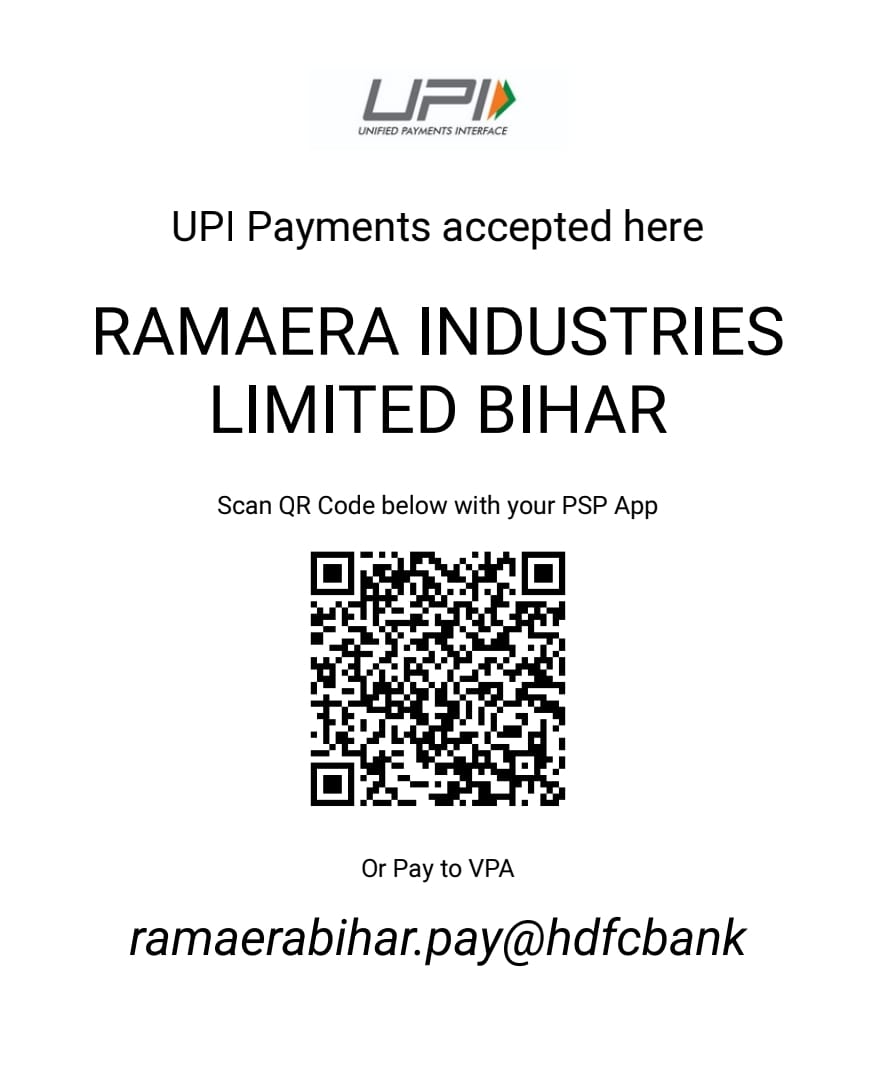 UPI
UNIFIED PAYMENTS INTERFACE
UPI Payments accepted here
RAMAERA INDUSTRIES
LIMITED BIHAR
Scan QR Code below with your PSP App
Or Pay to VPA
ramaerabihar.pay@hdfcbank